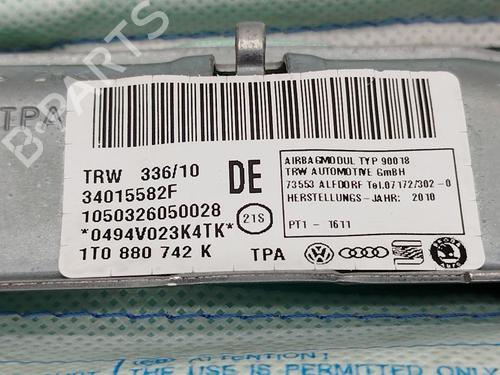 TPA
B-PARTS
TRW 336/10
34015582F
1050326050028
*0494V023K4TK*
1T0 880 742 K
DE
21S
TPA
AIRBAGMODUL TYP 90018
TRW AUTOMOTIVE GmbH
73553 ALFDORF Tel.07172/302-0
HERSTELLUNGS-JAHR: 2010
PT1 - 1611
ATTENTION
THE USE IS PERMITTED ONLY